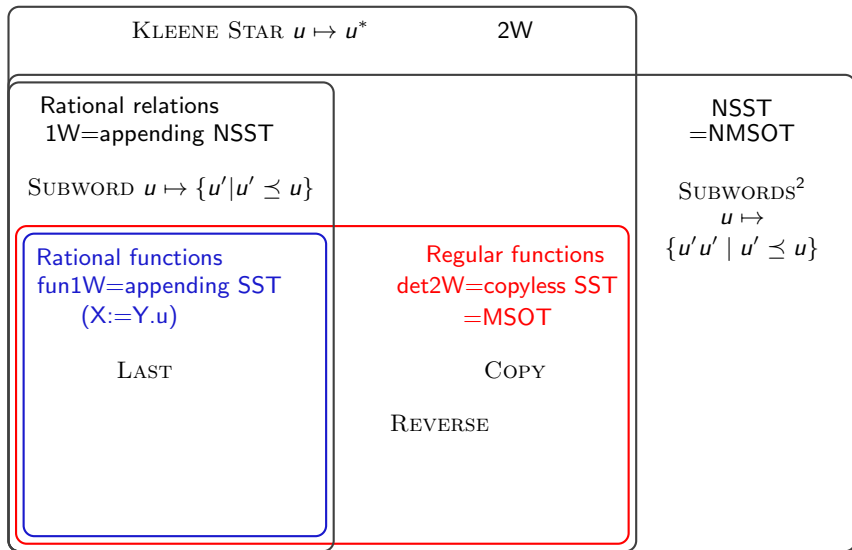 KLEENE STAR u ↦ u* 2W
Rational relations
1W=appending NSST
SUBWORD u ↦ {u′|u′ ⪯ u}
NSST
=NMSOT
SUBWORDS²
u ↦
{u′u′ | u′ ⪯ u}
Rational functions
fun1W=appending SST
(X:=Y.u)
LAST
Regular functions
det2W=copyless SST
=MSOT
COPY
REVERSE